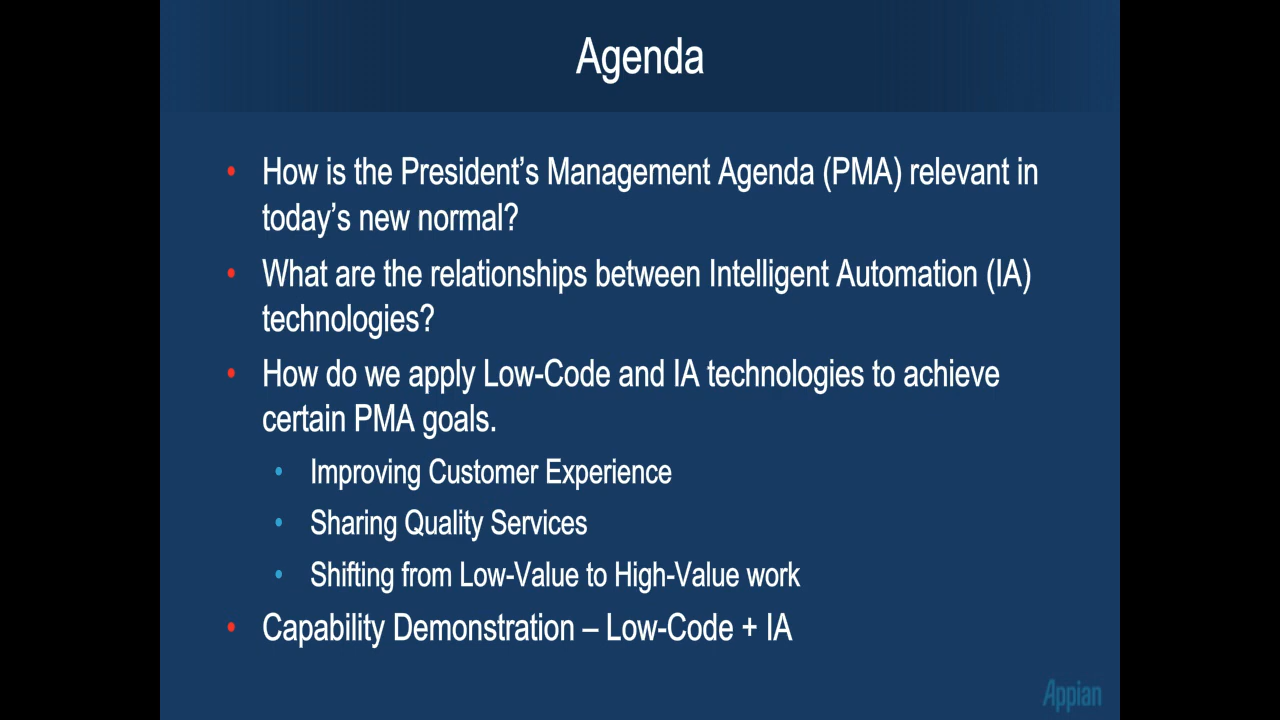 Agenda
• How is the President’s Management Agenda (PMA) relevant in
today’s new normal?
• What are the relationships between Intelligent Automation (IA)
technologies?
• How do we apply Low-Code and IA technologies to achieve
certain PMA goals.
• Improving Customer Experience
• Sharing Quality Services
• Shifting from Low-Value to High-Value work
• Capability Demonstration – Low-Code + IA
Appian